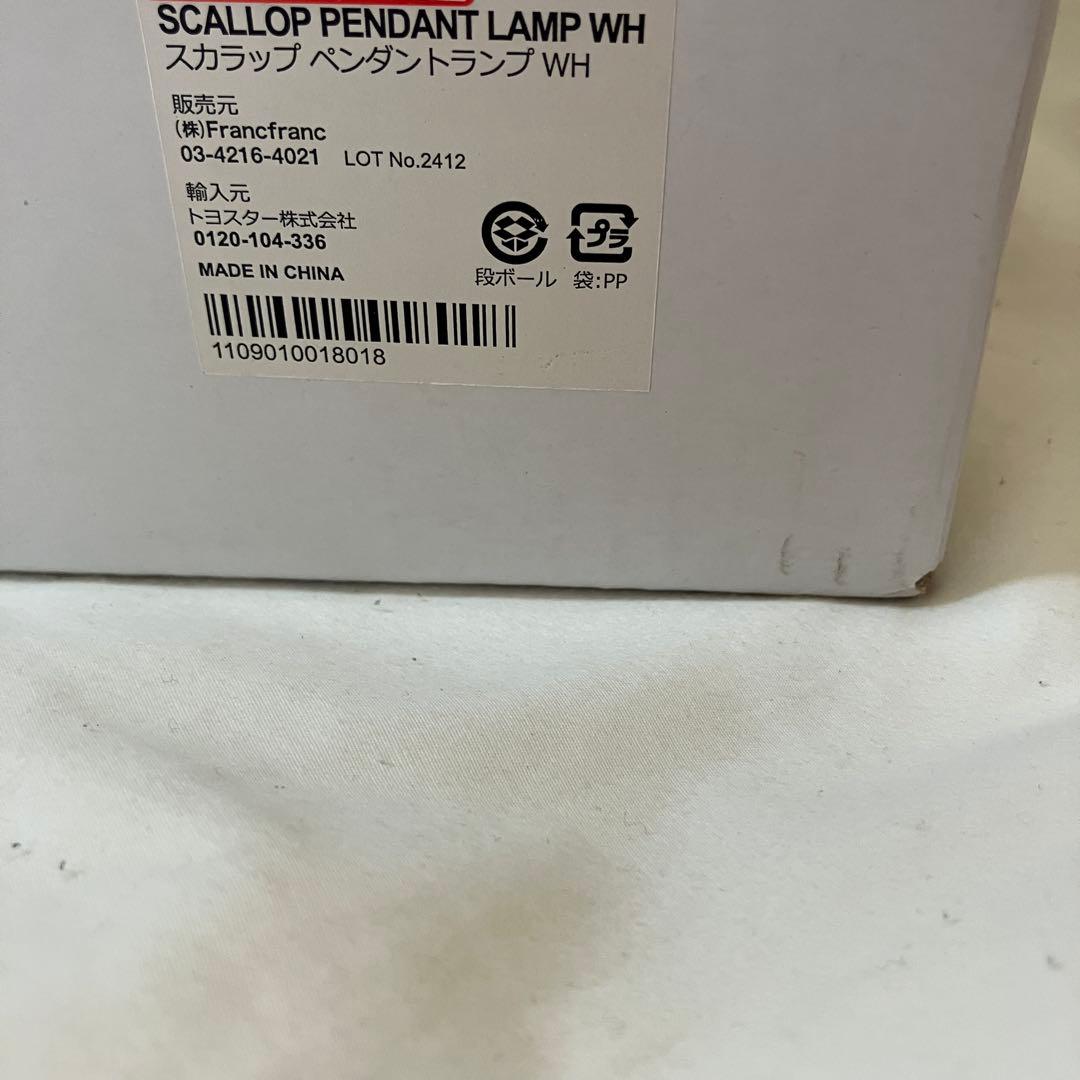 SCALLOP PENDANT LAMP WH
スカラップ ペンダントランプ WH
販売元
(株)Francfranc
03-4216-4021 LOT No.2412
輸入元
トヨスター株式会社
0120-104-336
MADE IN CHINA
プラ
段ボール 袋:PP
1109010018018